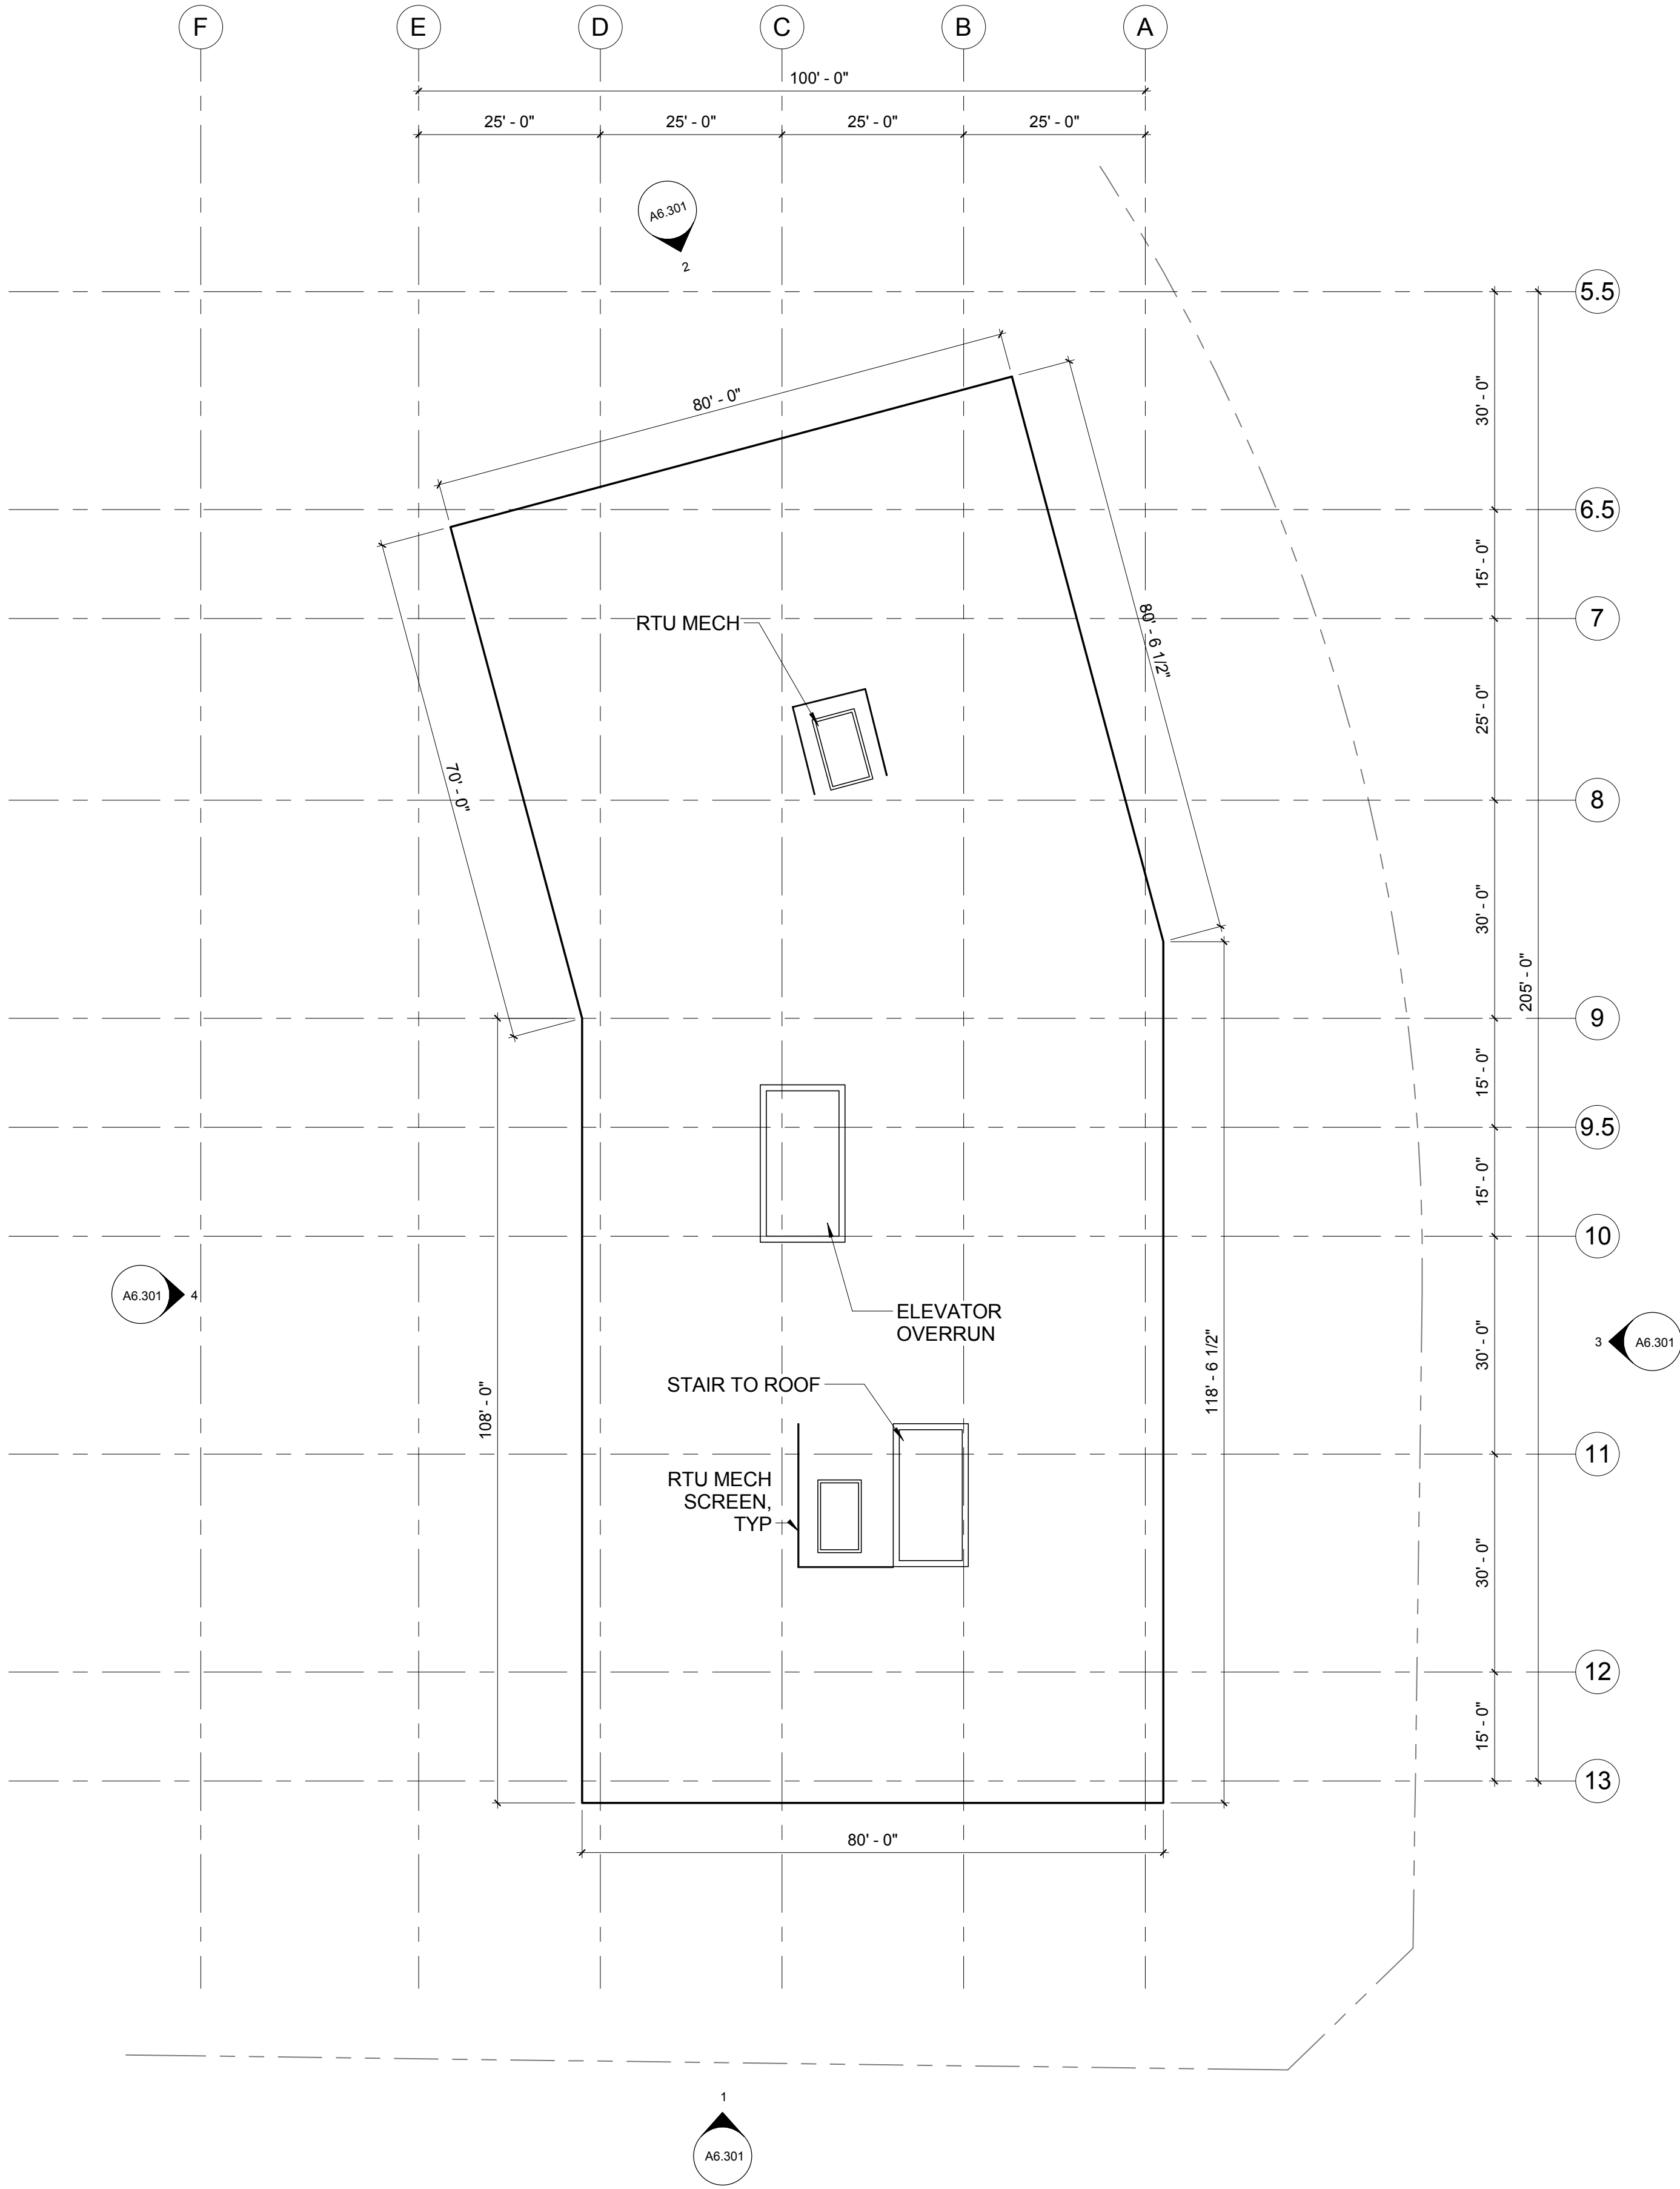 F
E
D
C
B
A
100' - 0"
25' - 0"
25' - 0"
25' - 0"
25' - 0"
A6.301
2
5.5
80' - 0"
30' - 0"
6.5
15' - 0"
RTU MECH
7
80' - 6 1/2"
25' - 0"
70' - 0"
8
30' - 0"
205' - 0"
9
15' - 0"
9.5
15' - 0"
10
A6.301
4
ELEVATOR
OVERRUN
118' - 6 1/2"
30' - 0"
3
A6.301
STAIR TO ROOF
108' - 0"
11
RTU MECH
SCREEN,
TYP
30' - 0"
12
15' - 0"
13
80' - 0"
1
A6.301